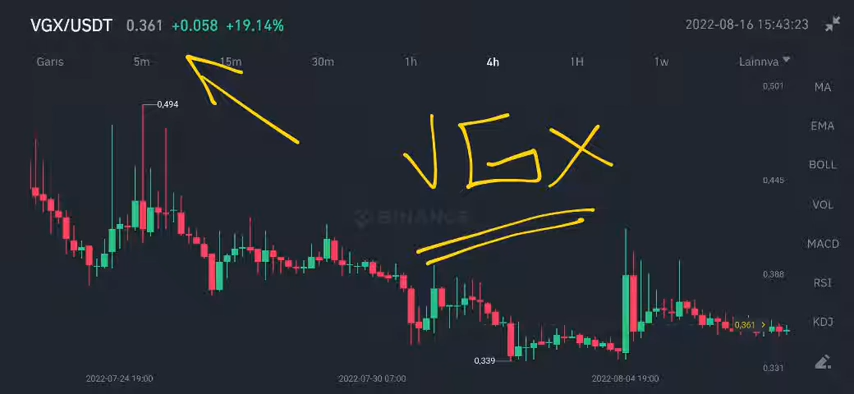 VGX/USDT 0.361 +0.058 +19.14% 2022-08-16 15:43:23
Garis 5m 15m 30m 1h 4h 1H 1w Lainnya
0,501
MA
0,494
EMA
VGX
BOLL
0,445
VOL
BINANCE
MACD
0,388
RSI
KDJ
0,361
0,339
0,331
2022-07-24 19:00 2022-07-30 07:00 2022-08-04 19:00